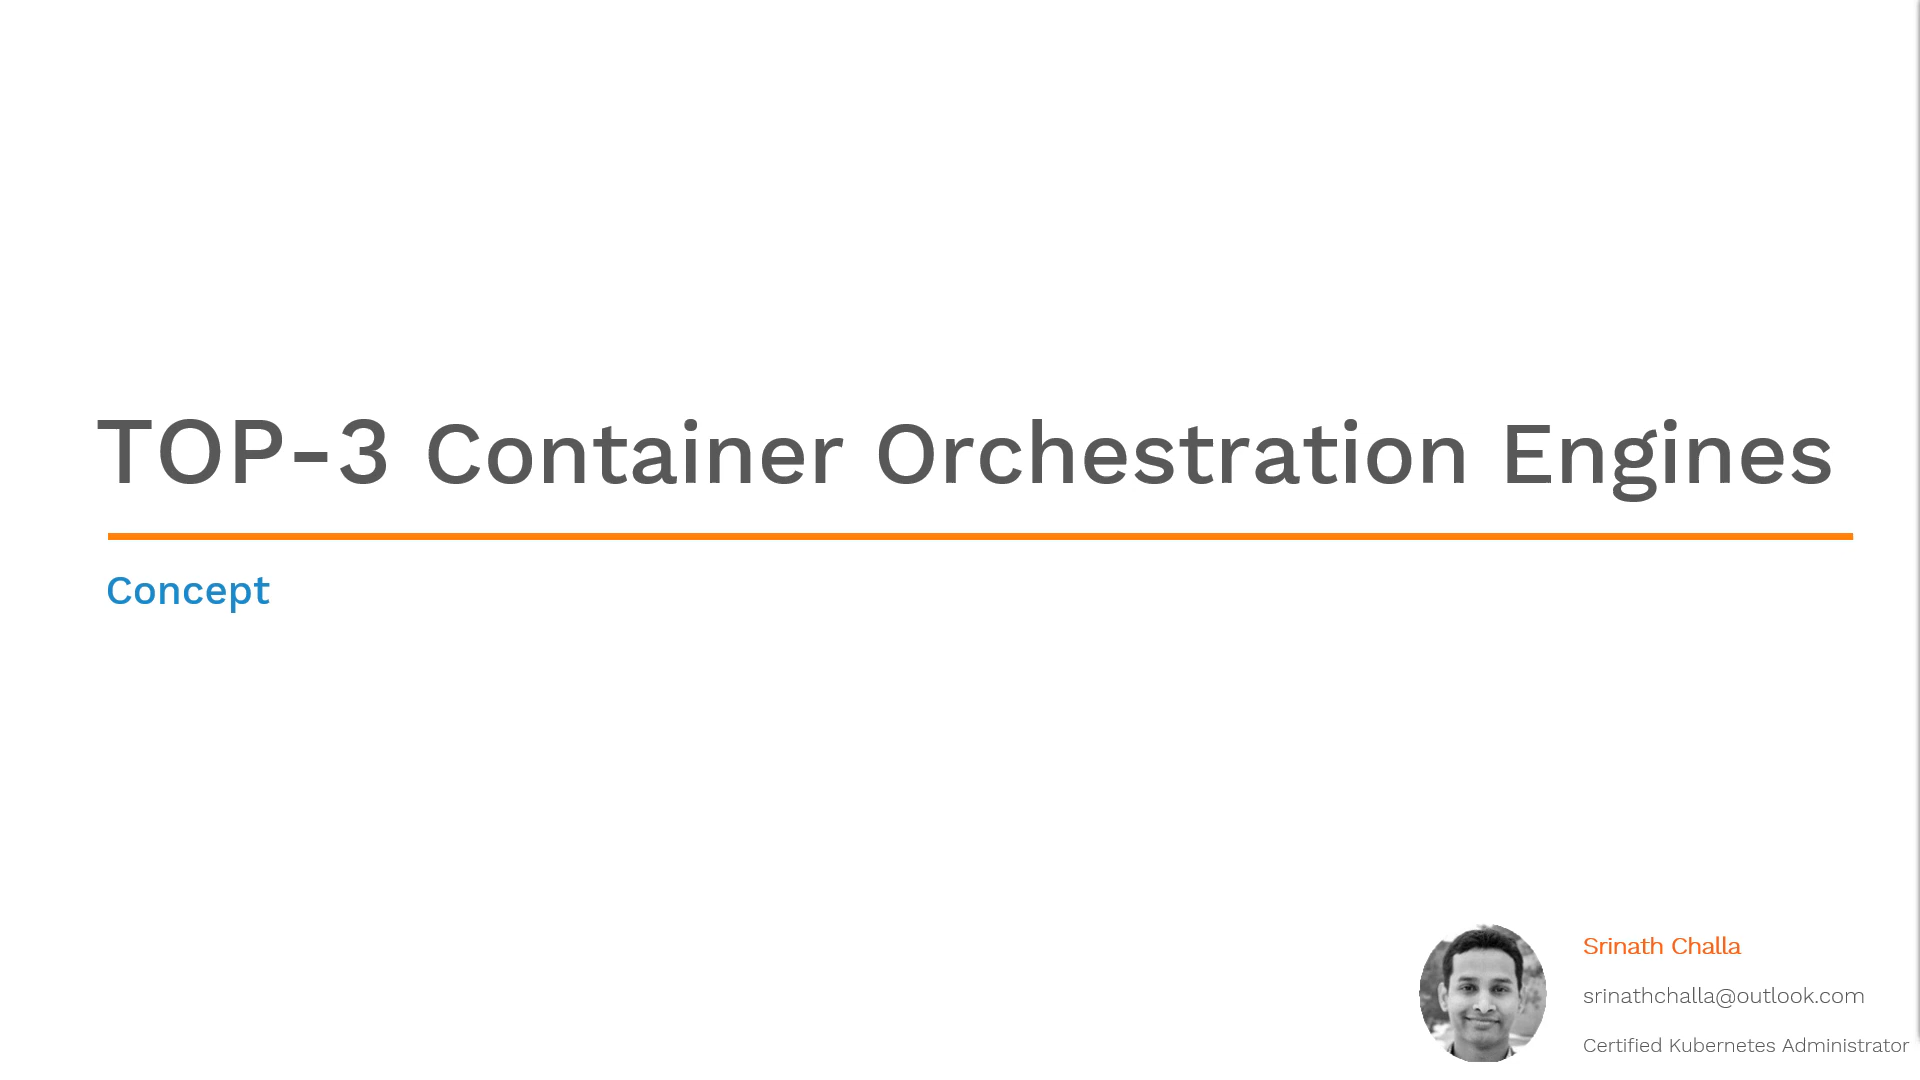 TOP-3 Container Orchestration Engines
Concept
Srinath Challa
srinathchalla@outlook.com
Certified Kubernetes Administrator